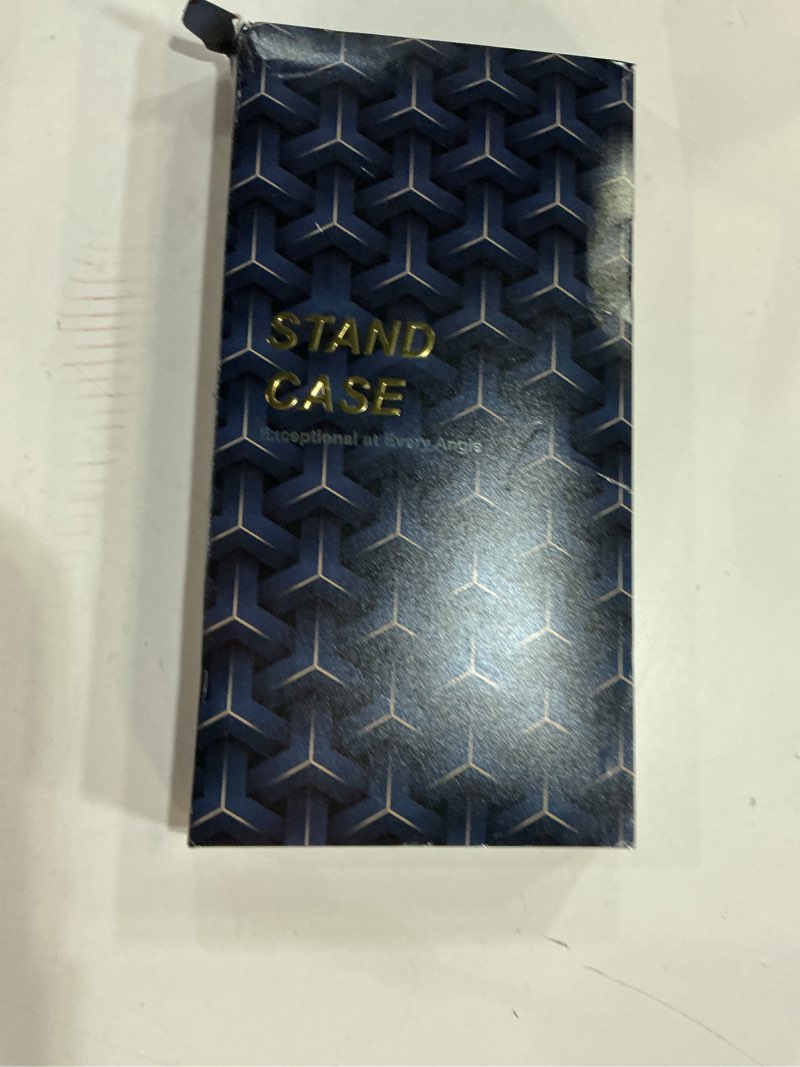 STAND
CASE
Exceptional at Every Angle